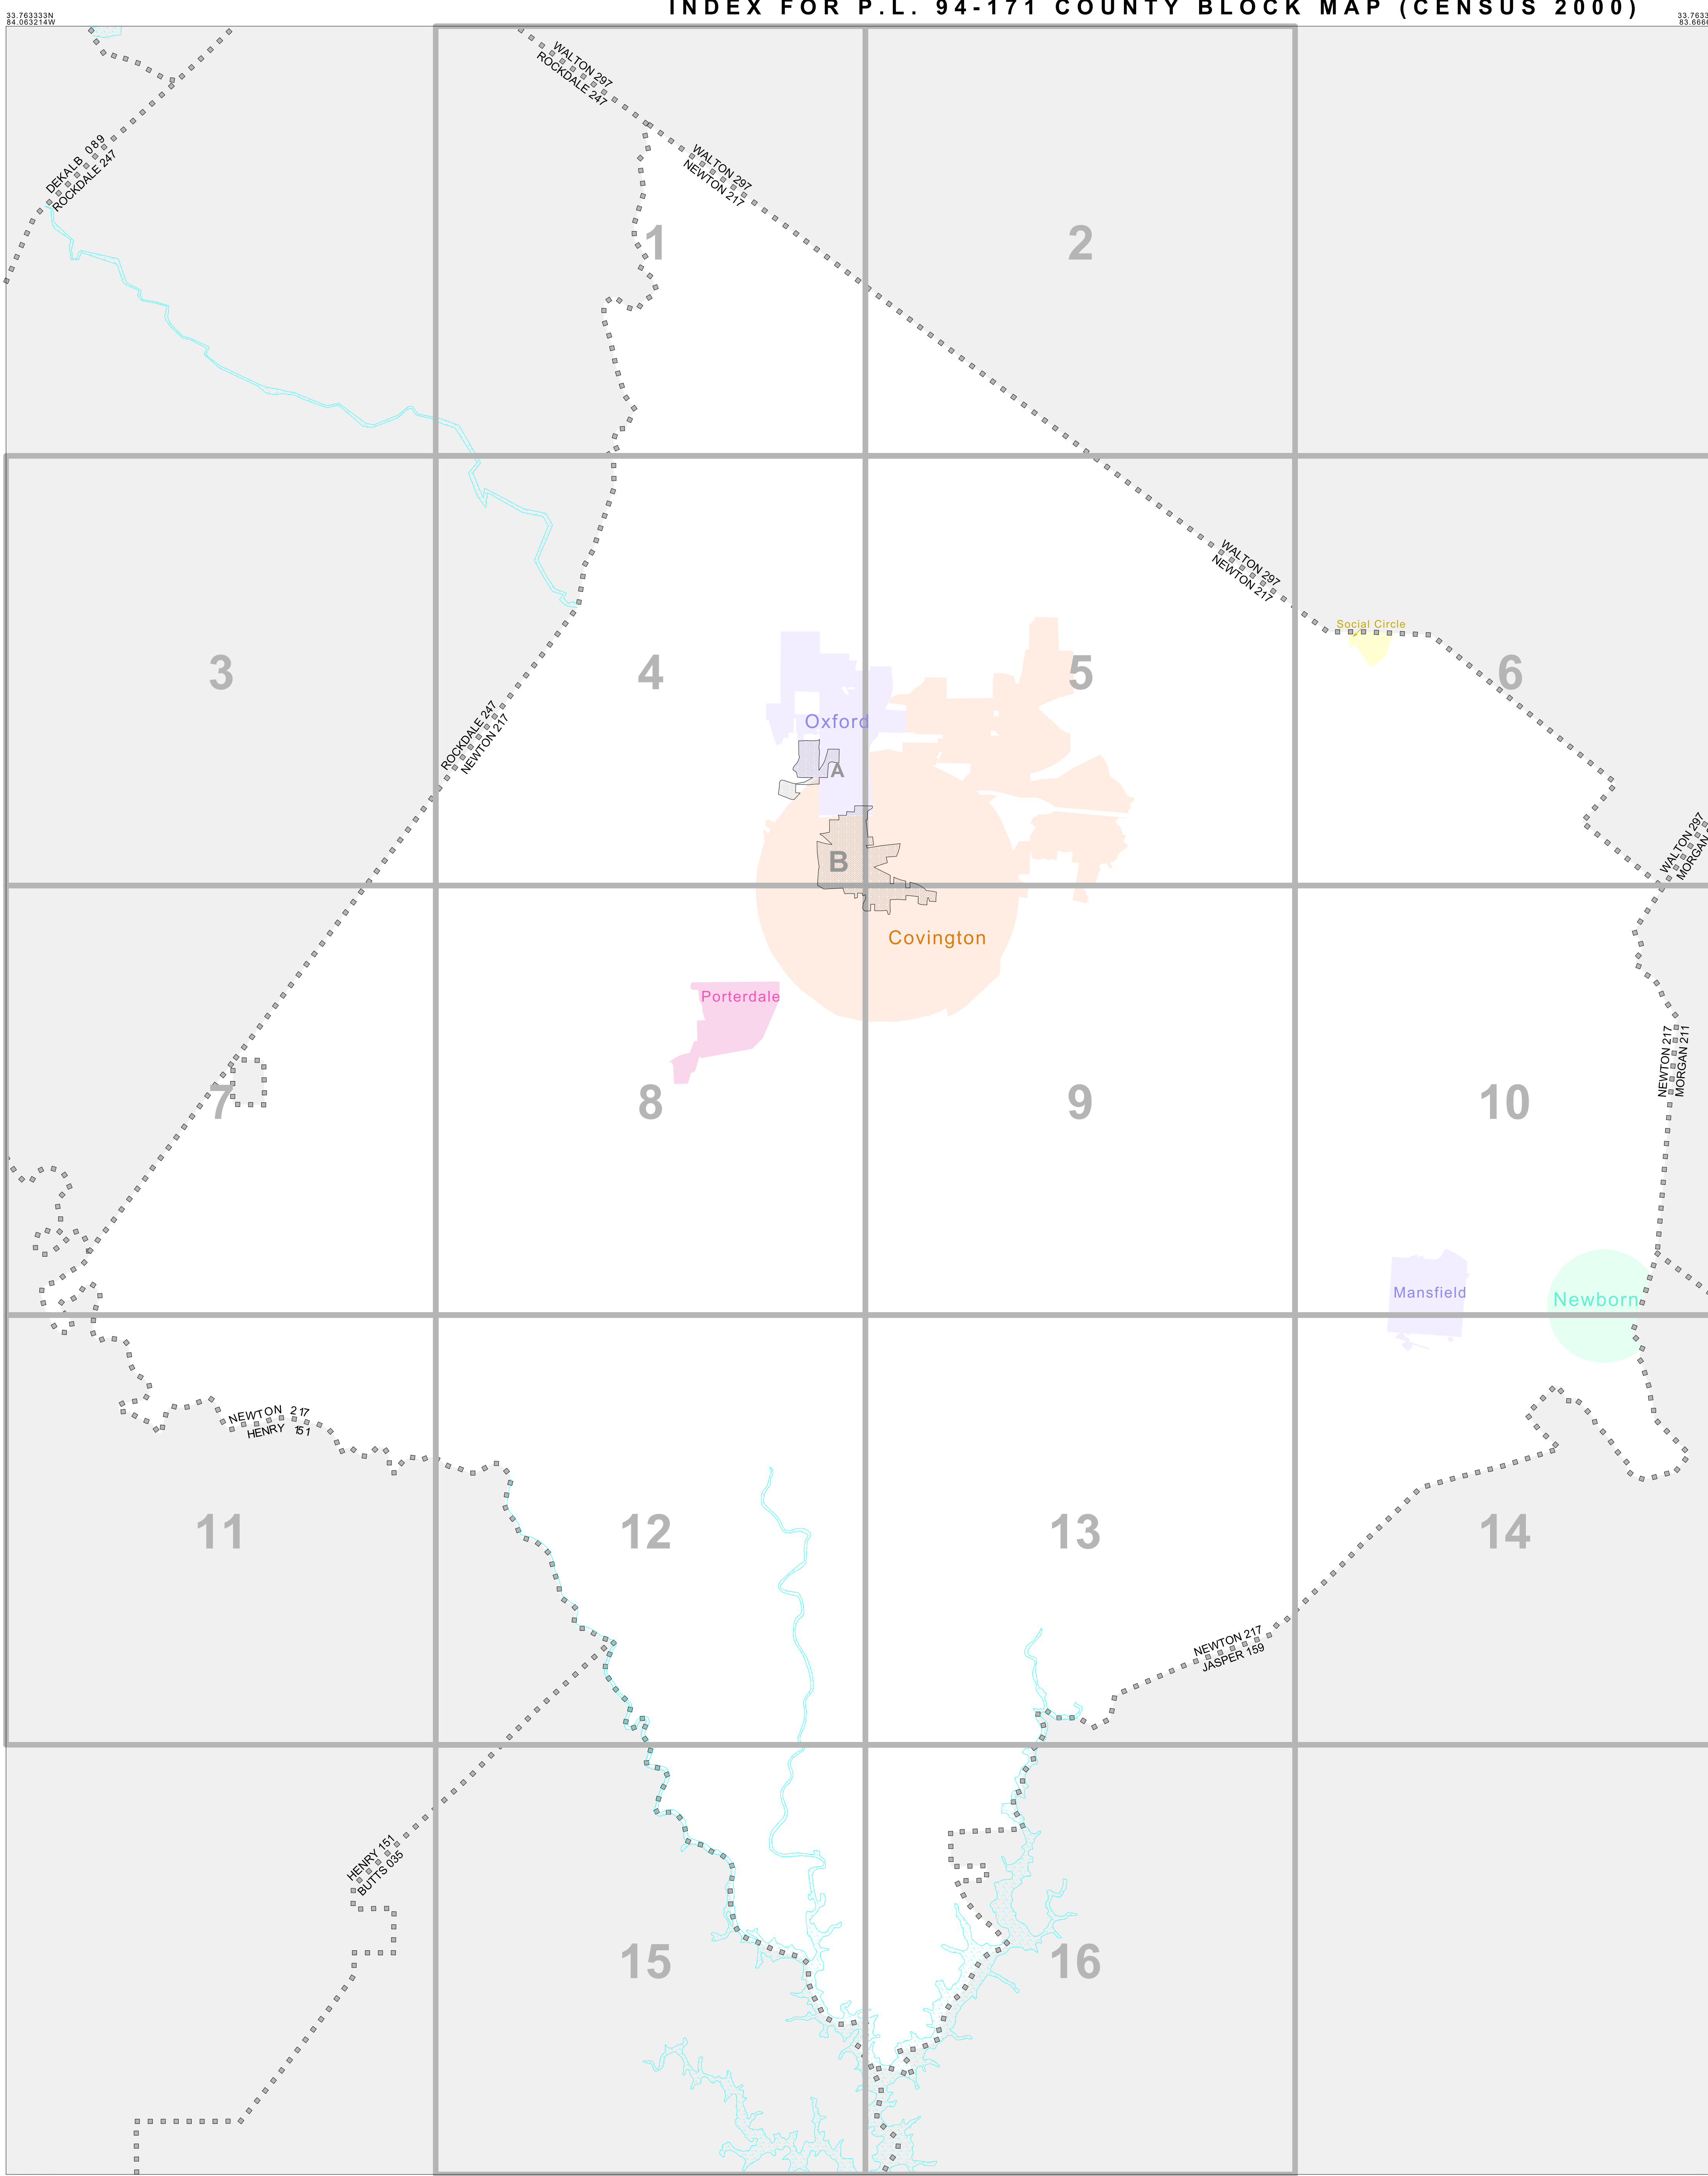 INDEX FOR P.L. 94-171 COUNTY BLOCK MAP (CENSUS 2000)
33.763333N
84.063214W
WALTON 297
ROCKDALE 247
DEKALB 089
ROCKDALE 247
WALTON 297
NEWTON 217
1
2
WALTON 297
NEWTON 217
Social Circle
3
4
5
6
ROCKDALE 247
NEWTON 217
Oxford
A
B
WALTON 297
Covington
Porterdale
NEWTON 217
MORGAN 211
7
8
9
10
Mansfield
Newborn
NEWTON 217
HENRY 151
11
12
13
14
NEWTON 217
JASPER 159
HENRY 151
BUTTS 035
15
16